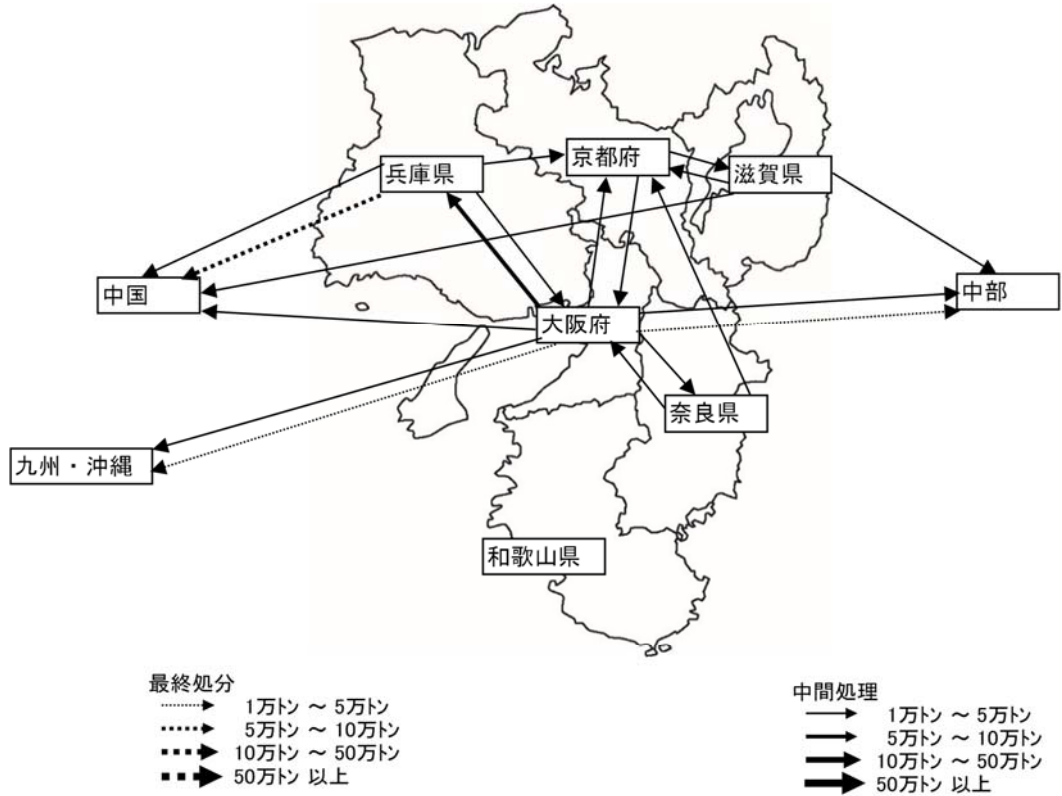 京都府
兵庫県
滋賀県
中国
中部
大阪府
奈良県
九州・沖縄
和歌山県
最終処分
1万トン ～ 5万トン
5万トン ～ 10万トン
10万トン ～ 50万トン
50万トン 以上
中間処理
1万トン ～ 5万トン
5万トン ～ 10万トン
10万トン ～ 50万トン
50万トン 以上